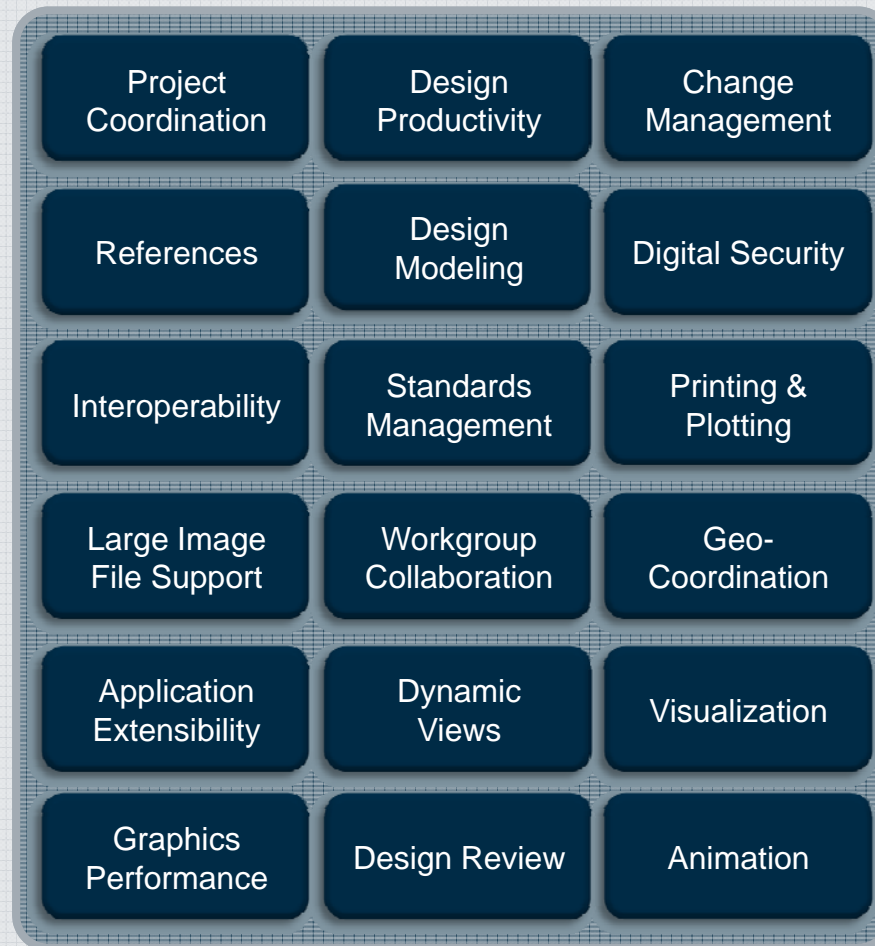 Project
Coordination
Design
Productivity
Change
Management
References
Design
Modeling
Digital Security
Interoperability
Standards
Management
Printing &
Plotting
Large Image
File Support
Workgroup
Collaboration
Geo-
Coordination
Application
Extensibility
Dynamic
Views
Visualization
Graphics
Performance
Design Review
Animation